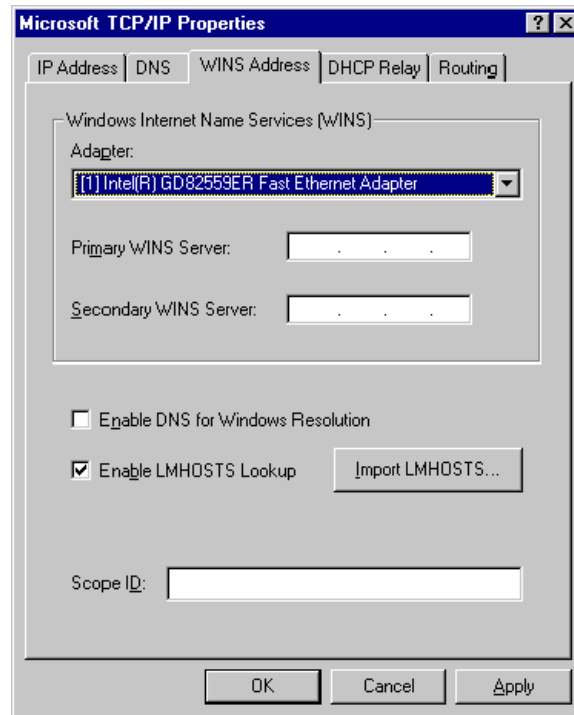 Microsoft TCP/IP Properties
IP Address DNS WINS Address DHCP Relay Routing
Windows Internet Name Services (WINS)
Adapter:
[1] Intel(R) GD82559ER Fast Ethernet Adapter
Primary WINS Server: . . .
Secondary WINS Server: . . .
Enable DNS for Windows Resolution
Enable LMHOSTS Lookup Import LMHOSTS...
Scope ID:
OK Cancel Apply